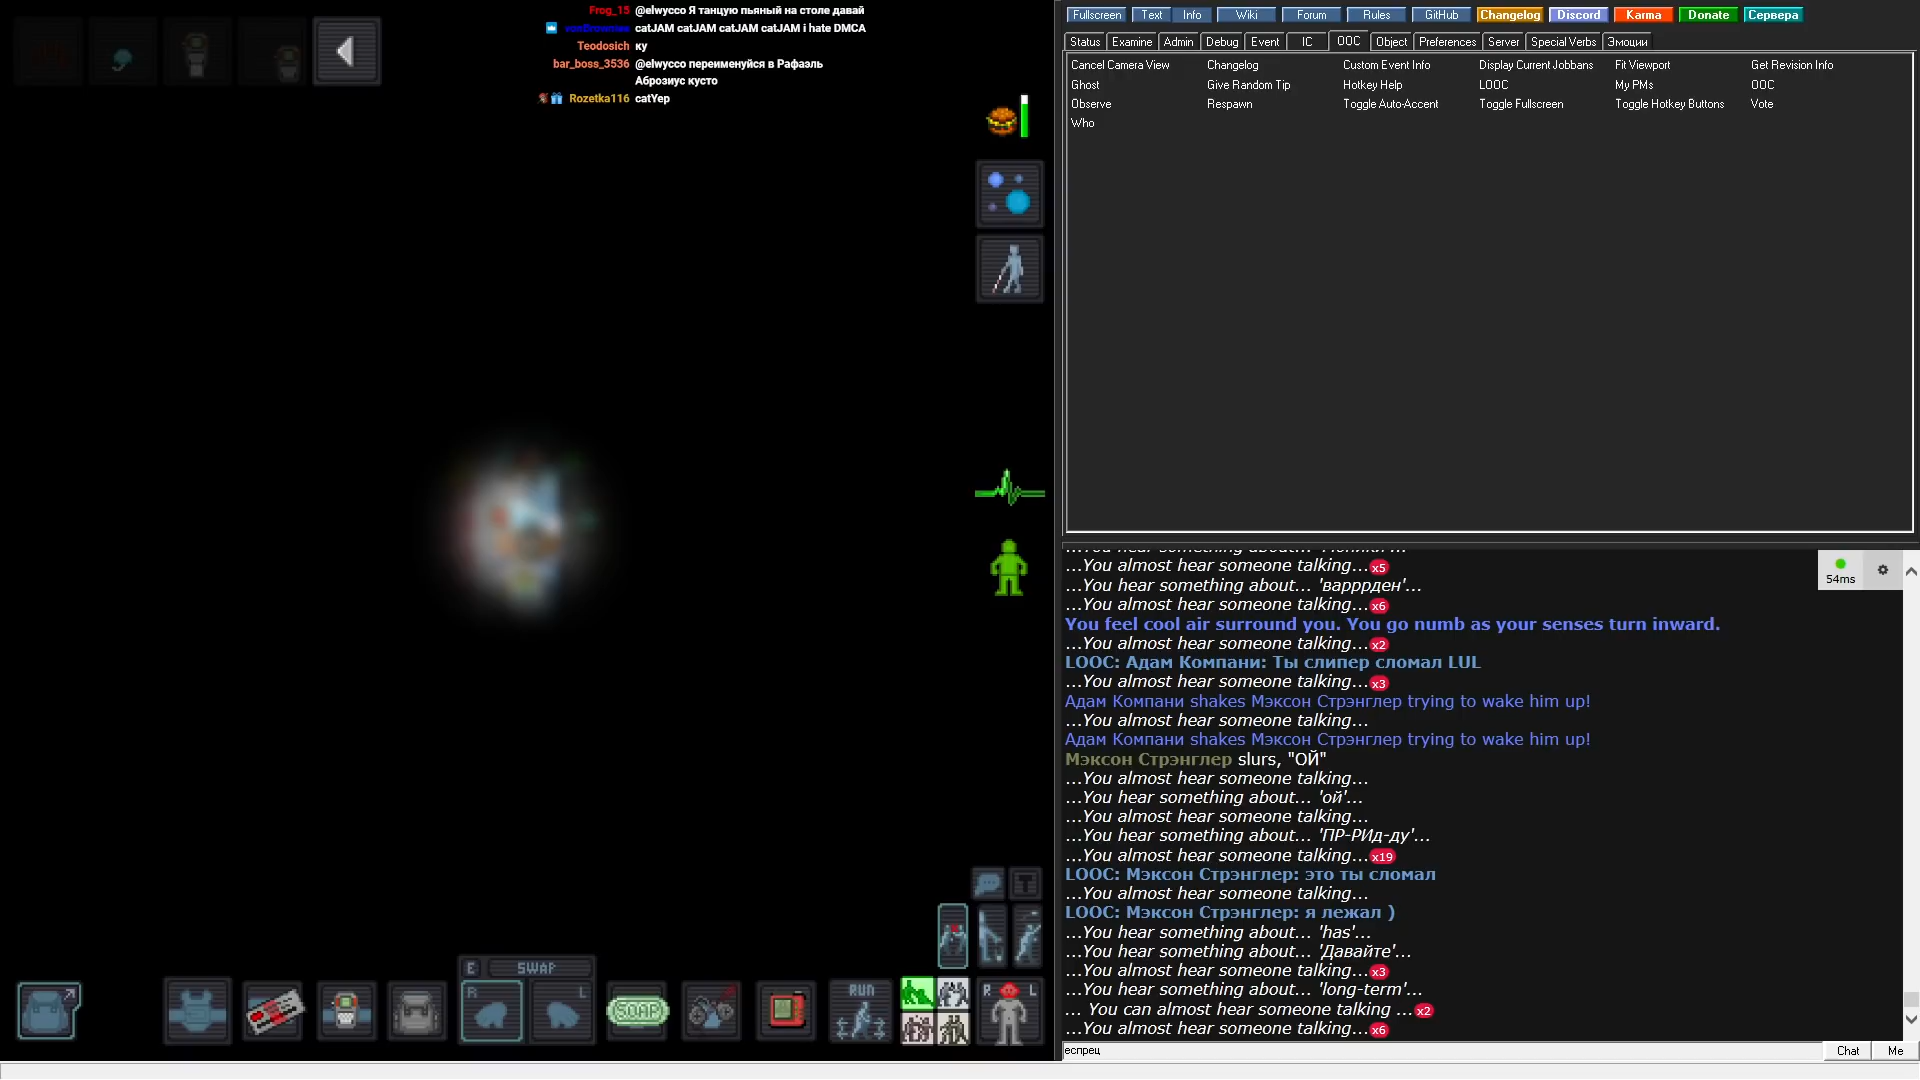 Frog_15 @elwycco Я танцую пьяный на столе давай
vonBrownien catJAM catJAM catJAM catJAM i hate DMCA
Teodosich ку
bar_boss_3536 @elwycco переименуйся в Рафаэль
Аброзиус кусто
Rozetka116 catYep
E SWAP
R L
SOAP
RUN
R L
Fullscreen Text Info Wiki Forum Rules GitHub Changelog Discord Karma Donate Сервера
Status Examine Admin Debug Event IC OOC Object Preferences Server Special Verbs Эмоции
Cancel Camera View Changelog Custom Event Info Display Current Jobbans Fit Viewport Get Revision Info
Ghost Give Random Tip Hotkey Help LOOC My PMs OOC
Observe Respawn Toggle Auto-Accent Toggle Fullscreen Toggle Hotkey Buttons Vote
Who
54ms
...You hear something about...
...You almost hear someone talking... x5
...You hear something about... 'варррден'...
...You almost hear someone talking... x6
You feel cool air surround you. You go numb as your senses turn inward.
...You almost hear someone talking... x2
LOOC: Адам Компани: Ты слипер сломал LUL
...You almost hear someone talking... x3
Адам Компани shakes Мэксон Стрэнглер trying to wake him up!
...You almost hear someone talking...
Адам Компани shakes Мэксон Стрэнглер trying to wake him up!
Мэксон Стрэнглер slurs, "ОЙ"
...You almost hear someone talking...
...You hear something about... 'ой'...
...You almost hear someone talking...
...You hear something about... 'ПР-РИд-ду'...
...You almost hear someone talking... x19
LOOC: Мэксон Стрэнглер: это ты сломал
...You almost hear someone talking...
LOOC: Мэксон Стрэнглер: я лежал )
...You hear something about... 'has'...
...You hear something about... 'Давайте'...
...You almost hear someone talking... x3
...You hear something about... 'long-term'...
... You can almost hear someone talking ... x2
...You almost hear someone talking... x6
еспрец
Chat Me